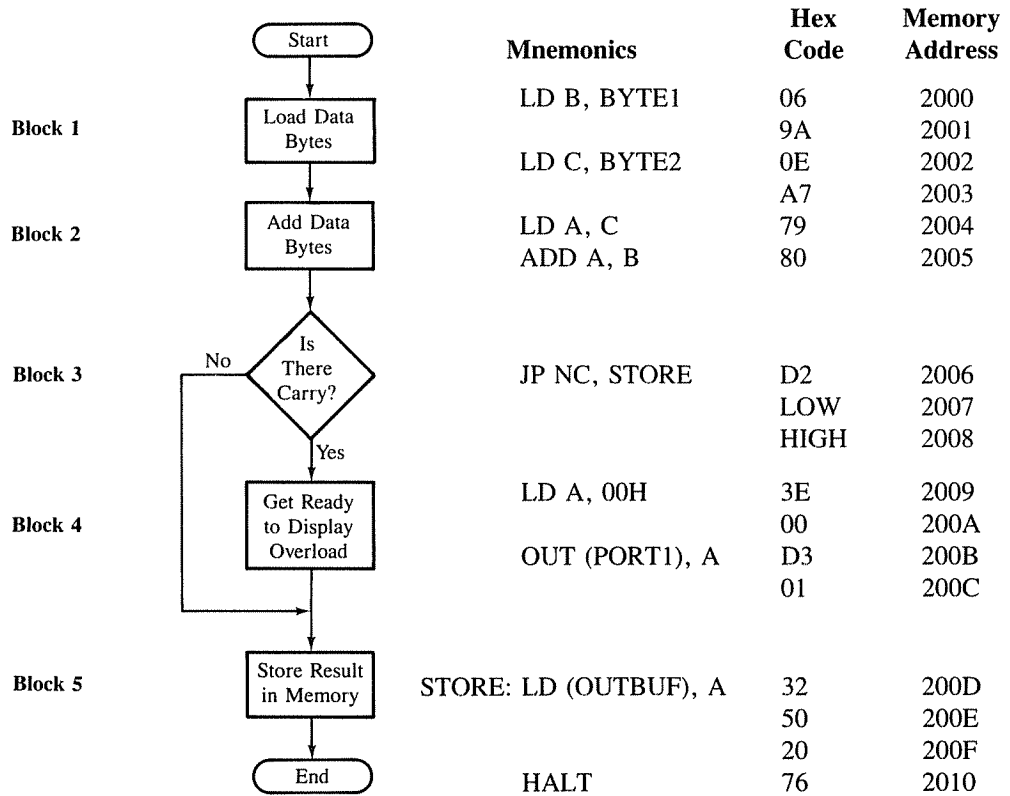 Hex Memory
Start Mnemonics Code Address
LD B, BYTE1 06 2000
Block 1 Load Data
Bytes 9A 2001
LD C, BYTE2 0E 2002
A7 2003
Block 2 Add Data
Bytes LD A, C 79 2004
ADD A, B 80 2005
No Is
There
Carry?
Block 3 JP NC, STORE D2 2006
LOW 2007
HIGH 2008
Yes
Block 4 Get Ready
to Display
Overload
LD A, 00H 3E 2009
00 200A
OUT (PORT1), A D3 200B
01 200C
Block 5 Store Result
in Memory
STORE: LD (OUTBUF), A 32 200D
50 200E
20 200F
End HALT 76 2010